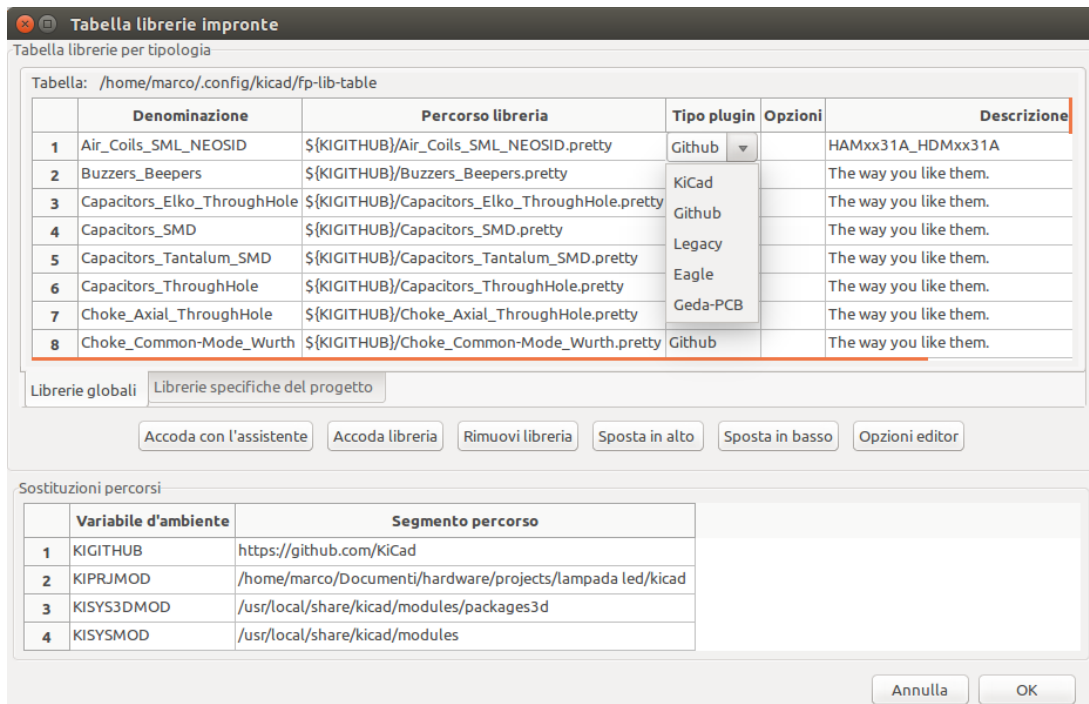 Tabella librerie impronte
Tabella librerie per tipologia
Tabella: /home/marco/.config/kicad/fp-lib-table
Denominazione Percorso libreria Tipo plugin Opzioni Descrizione
1 Air_Coils_SML_NEOSID ${KIGITHUB}/Air_Coils_SML_NEOSID.pretty Github HAMxx31A_HDMxx31A
2 Buzzers_Beepers ${KIGITHUB}/Buzzers_Beepers.pretty KiCad The way you like them.
3 Capacitors_Elko_ThroughHole ${KIGITHUB}/Capacitors_Elko_ThroughHole.pretty Github The way you like them.
4 Capacitors_SMD ${KIGITHUB}/Capacitors_SMD.pretty Legacy The way you like them.
5 Capacitors_Tantalum_SMD ${KIGITHUB}/Capacitors_Tantalum_SMD.pretty Eagle The way you like them.
6 Capacitors_ThroughHole ${KIGITHUB}/Capacitors_ThroughHole.pretty Geda-PCB The way you like them.
7 Choke_Axial_ThroughHole ${KIGITHUB}/Choke_Axial_ThroughHole.pretty The way you like them.
8 Choke_Common-Mode_Wurth ${KIGITHUB}/Choke_Common-Mode_Wurth.pretty Github The way you like them.
Librerie globali Librerie specifiche del progetto
Accoda con l'assistente Accoda libreria Rimuovi libreria Sposta in alto Sposta in basso Opzioni editor
Sostituzioni percorsi
Variabile d'ambiente Segmento percorso
1 KIGITHUB https://github.com/KiCad
2 KIPRJMOD /home/marco/Documenti/hardware/projects/lampada led/kicad
3 KISYS3DMOD /usr/local/share/kicad/modules/packages3d
4 KISYSMOD /usr/local/share/kicad/modules
Annulla OK